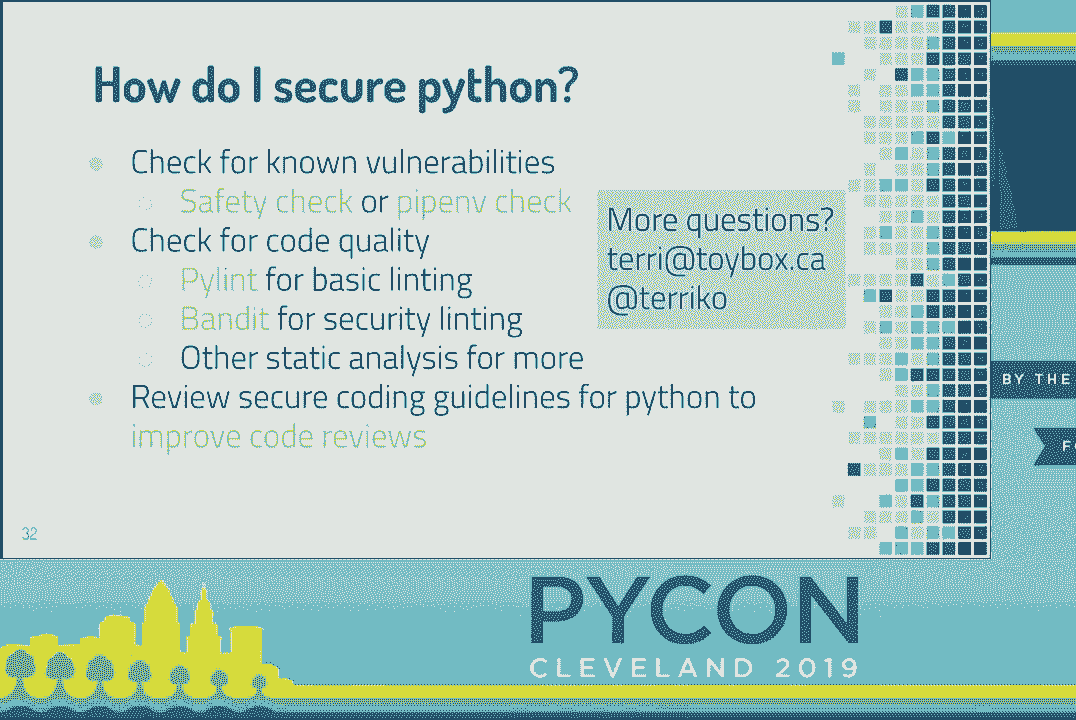 How do I secure python?
Check for known vulnerabilities
Safety check or pipenv check
Check for code quality
Pylint for basic linting
Bandit for security linting
Other static analysis for more
Review secure coding guidelines for python to
improve code reviews
More questions?
terri@toybox.ca
@terriko
32
BY THE
PYCON
CLEVELAND 2019